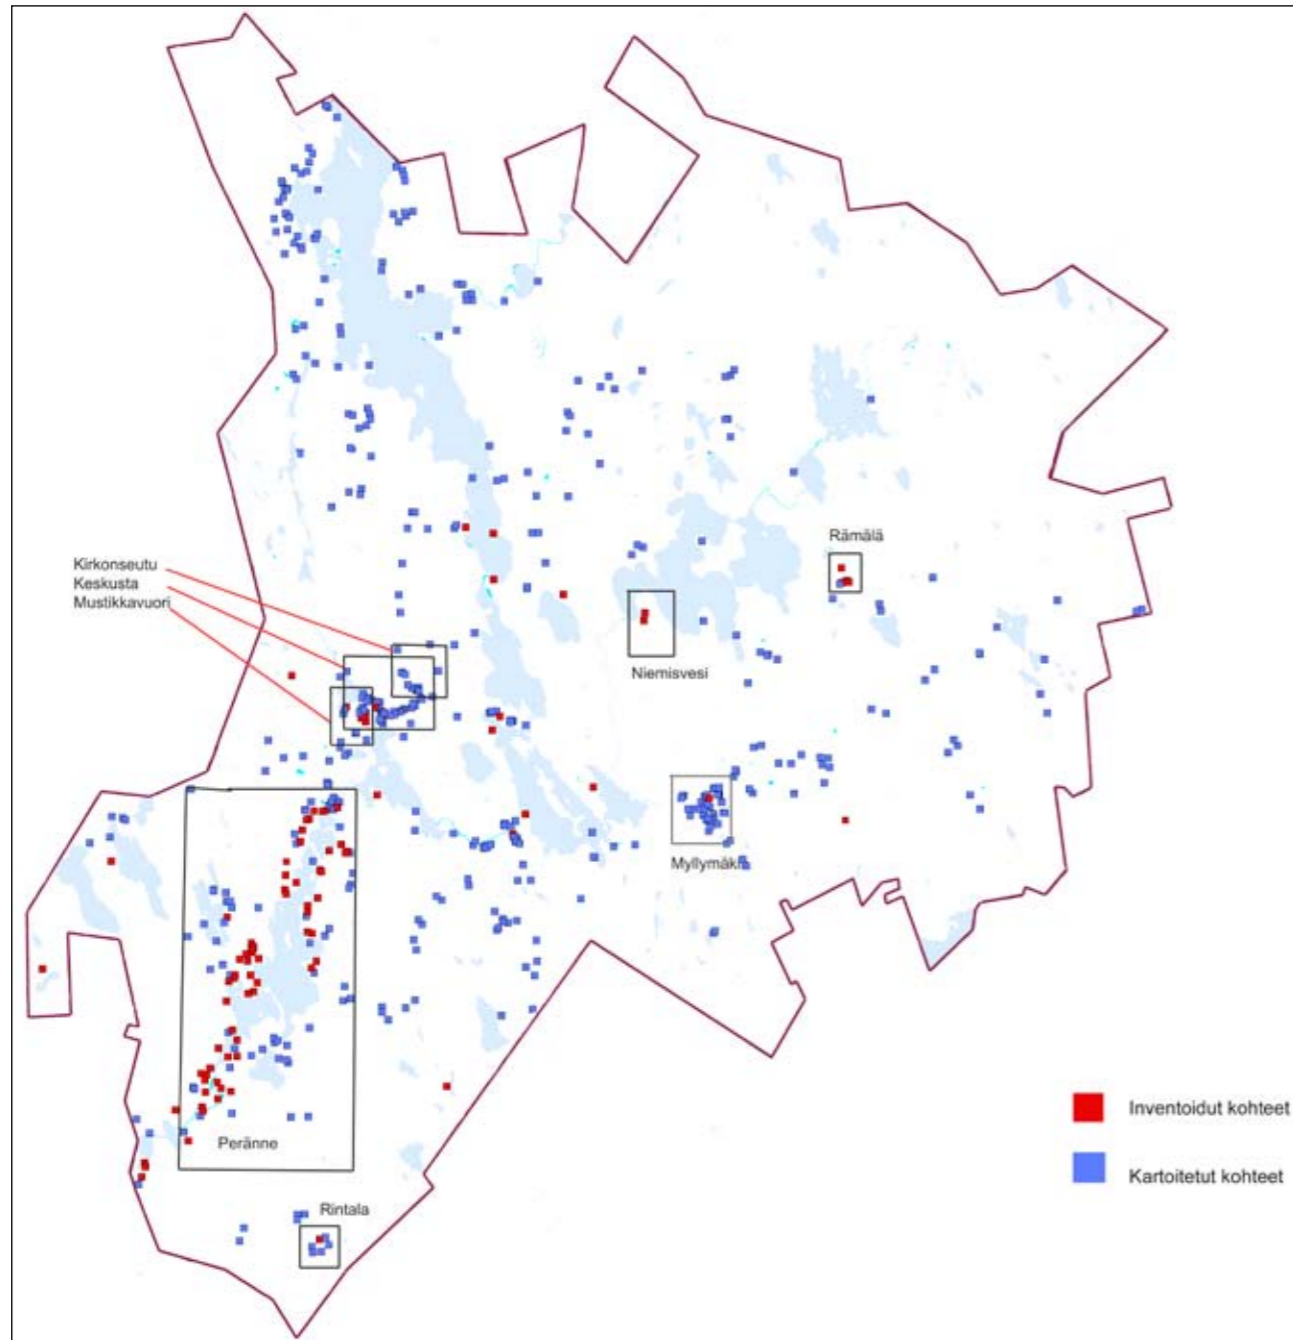 Rämälä
Kirkonseutu
Keskusta
Mustikkavuori
Niemisvesi
Myllymäki
Inventoidut kohteet
Peränne
Kartoitetut kohteet
Rintala